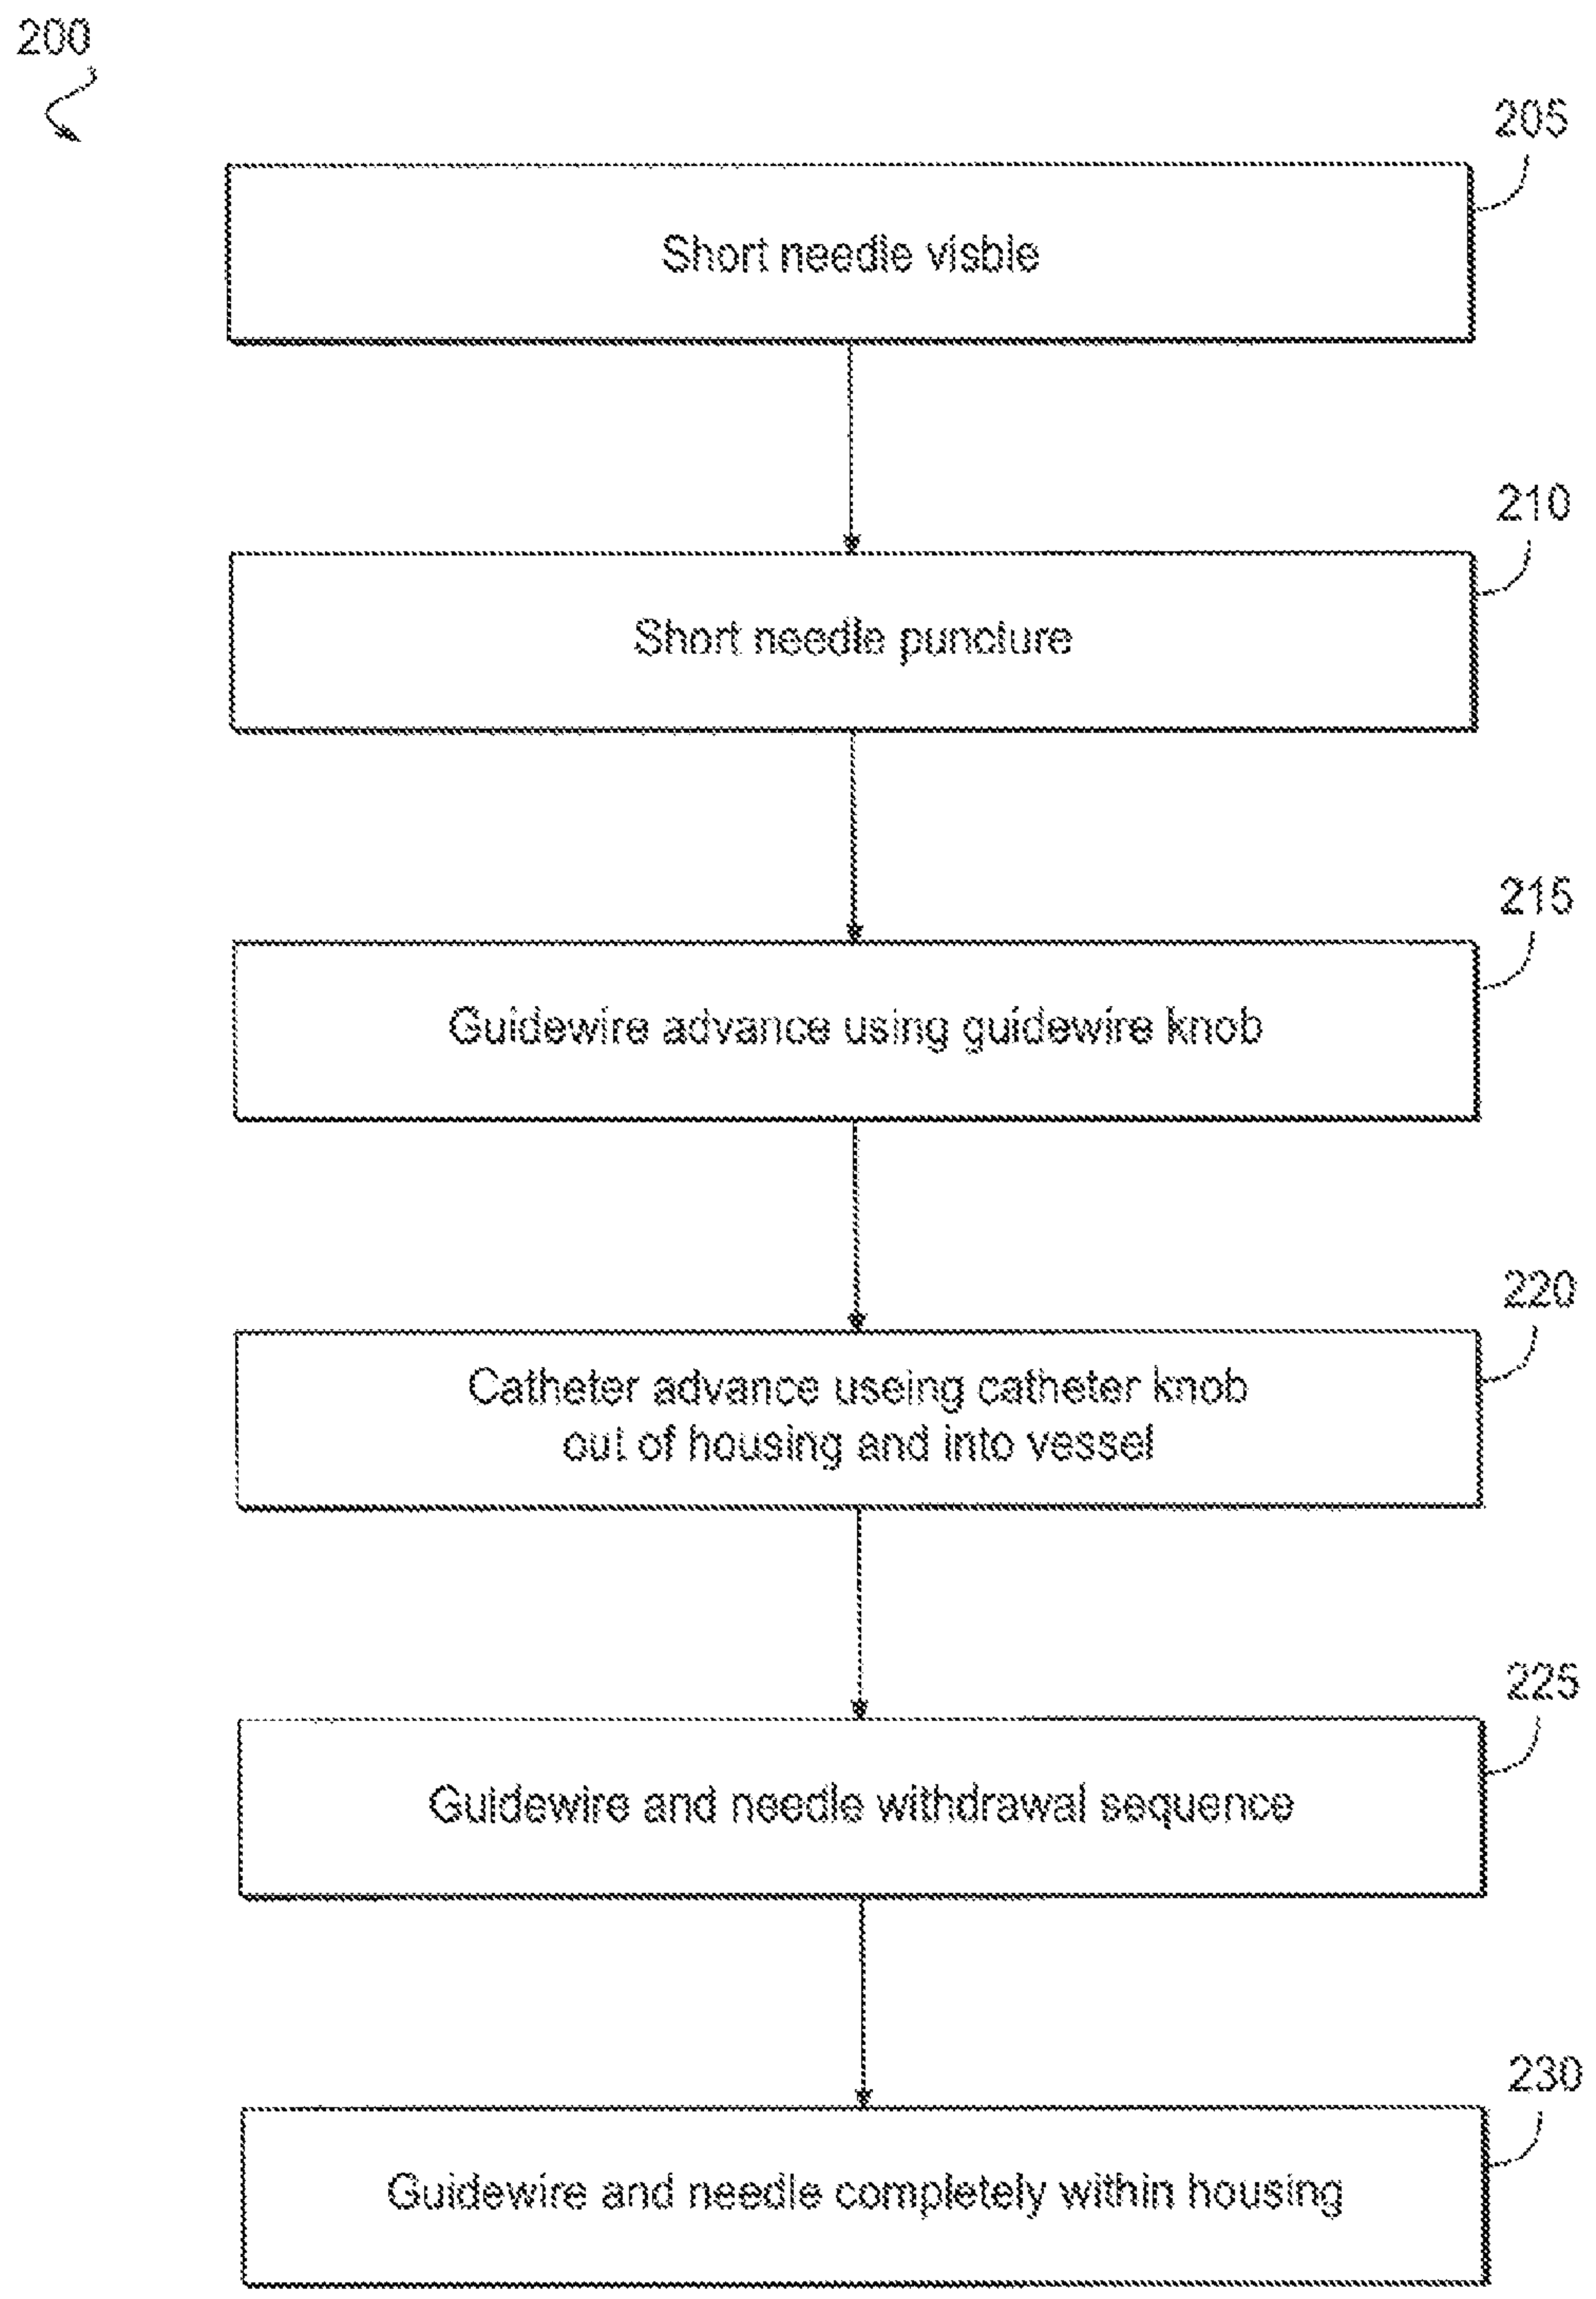 200
205
Short needle visble
210
Short needle puncture
215
Guidewire advance using guidewire knob
220
Catheter advance useing catheter knob
out of housing and into vessel
225
Guidewire and needle withdrawal sequence
230
Guidewire and needle completely within housing